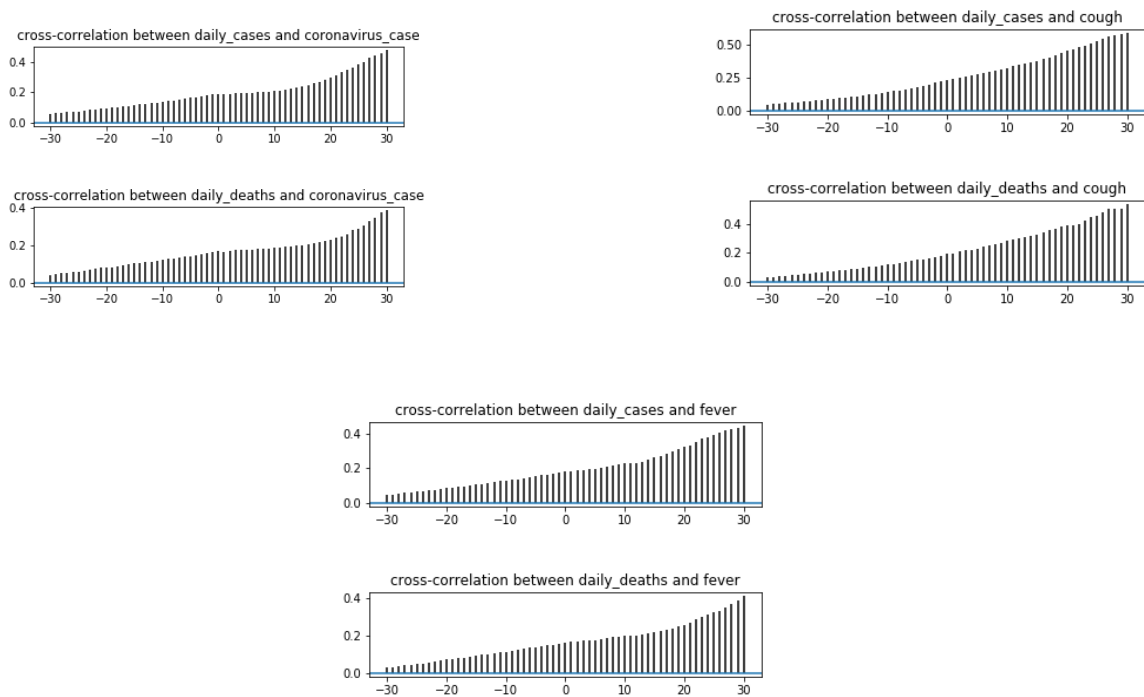 cross-correlation between daily_cases and coronavirus_case
0.4
0.2
0.0
−30 −20 −10 0 10 20 30
cross-correlation between daily_cases and cough
0.50
0.25
0.00
−30 −20 −10 0 10 20 30
cross-correlation between daily_deaths and coronavirus_case
0.4
0.2
0.0
−30 −20 −10 0 10 20 30
cross-correlation between daily_deaths and cough
0.4
0.2
0.0
−30 −20 −10 0 10 20 30
cross-correlation between daily_cases and fever
0.4
0.2
0.0
−30 −20 −10 0 10 20 30
cross-correlation between daily_deaths and fever
0.4
0.2
0.0
−30 −20 −10 0 10 20 30